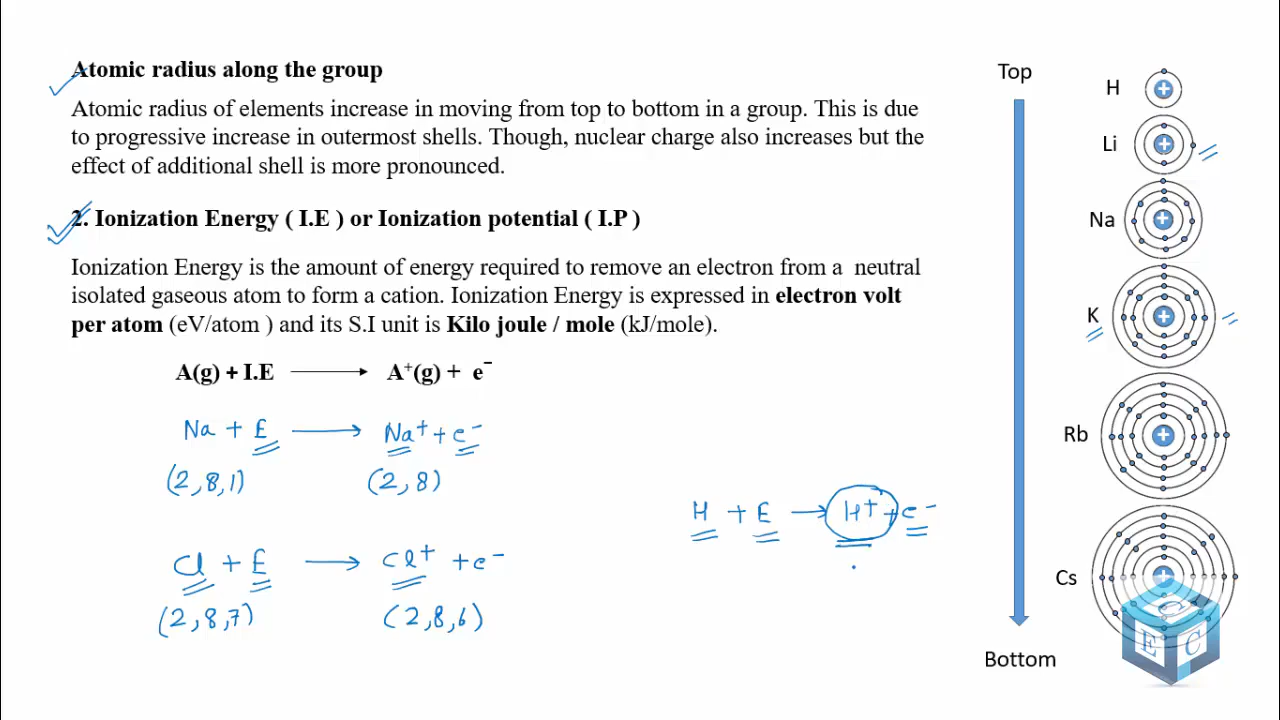 Atomic radius along the group
Atomic radius of elements increase in moving from top to bottom in a group. This is due
to progressive increase in outermost shells. Though, nuclear charge also increases but the
effect of additional shell is more pronounced.
2. Ionization Energy ( I.E ) or Ionization potential ( I.P )
Ionization Energy is the amount of energy required to remove an electron from a neutral
isolated gaseous atom to form a cation. Ionization Energy is expressed in electron volt
per atom (eV/atom ) and its S.I unit is Kilo joule / mole (kJ/mole).
A(g) + I.E ⟶ A⁺(g) + e⁻
Na + E ⟶ Na⁺ + e⁻
(2,8,1) (2,8)
H + E ⟶ H⁺ + e⁻
Cl + E ⟶ Cl⁺ + e⁻
(2,8,7) (2,8,6)
Top
H
Li
Na
K
Rb
Cs
Bottom
C
E C